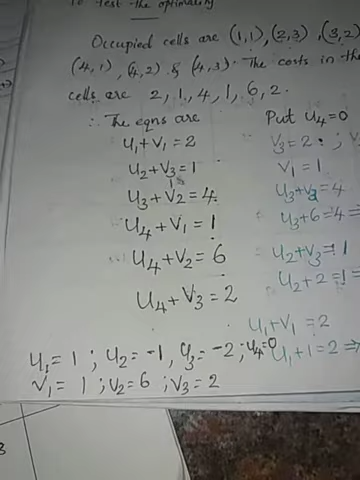 To test the optimality
Occupied cells are (1,1), (2,3), (3,2)
(4,1), (4,2) & (4,3). The costs in the
cells are 2, 1, 4, 1, 6, 2.
∴ The eqns are Put U4=0
U1+V1=2 V3=2 ;
U2+V3=1 V1=1
U3+V2=4 U3+V2=4
U4+V1=1 U3+6=4⇒
U4+V2=6 U2+V3=1
U4+V3=2 U2+2=1
U1+V1=2
U1=1 ; U2=-1, U3=-2 ; U4=0 U1+1=2⇒
V1=1 ; V2=6 ; V3=2